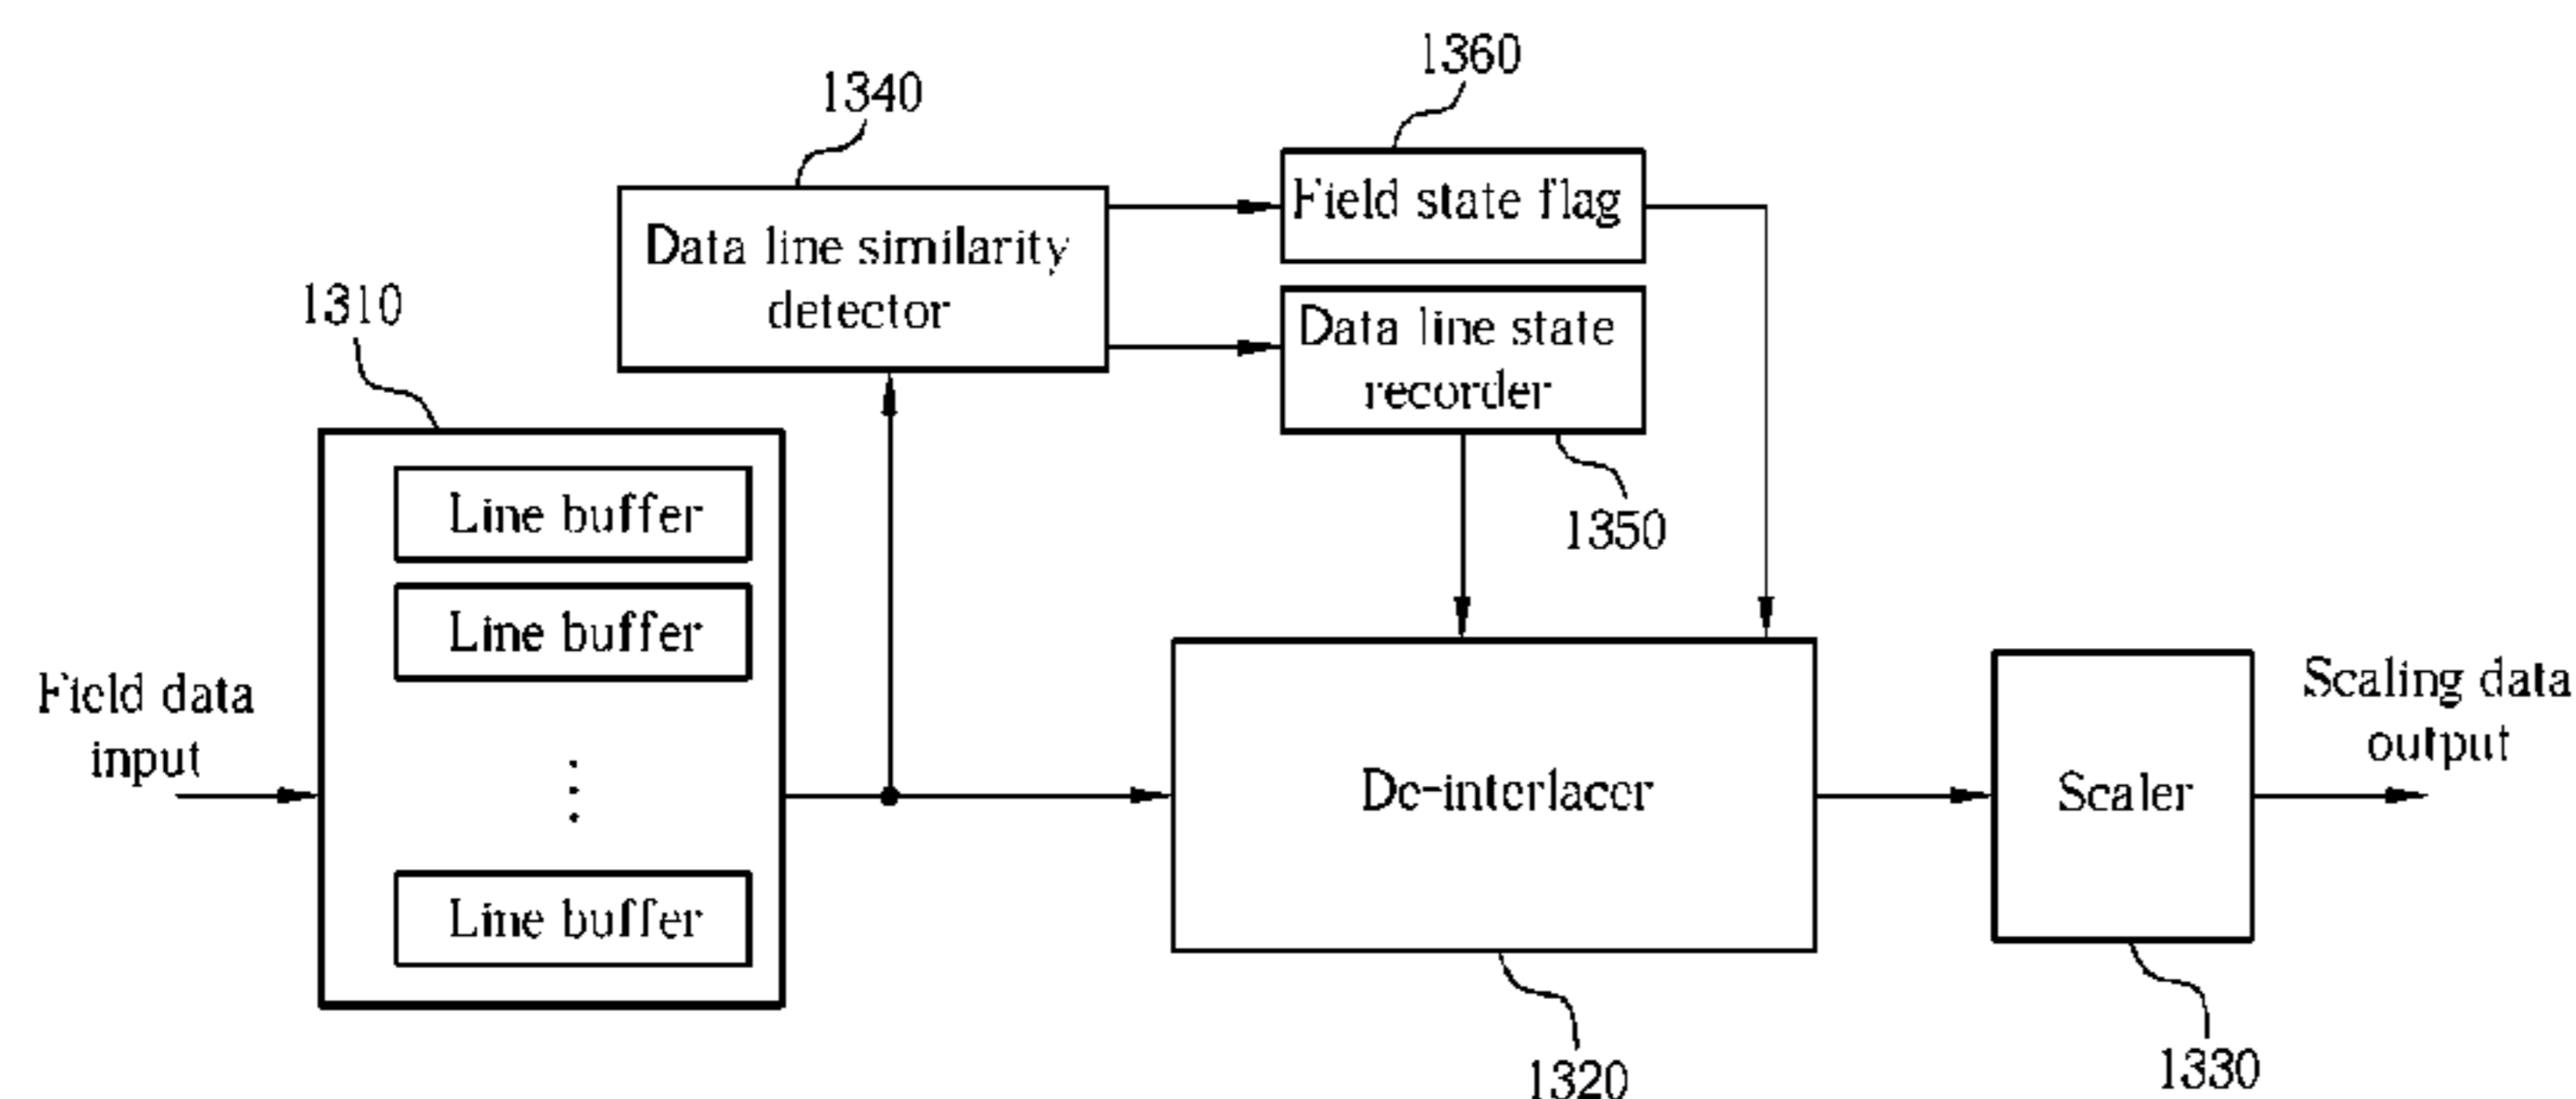 1360
1340
Field state flag
Data line similarity
detector
1310
Data line state
recorder
Line buffer
1350
Line buffer
Field data
input
De-interlacer
Scaler
Scaling data
output
Line buffer
1320
1330